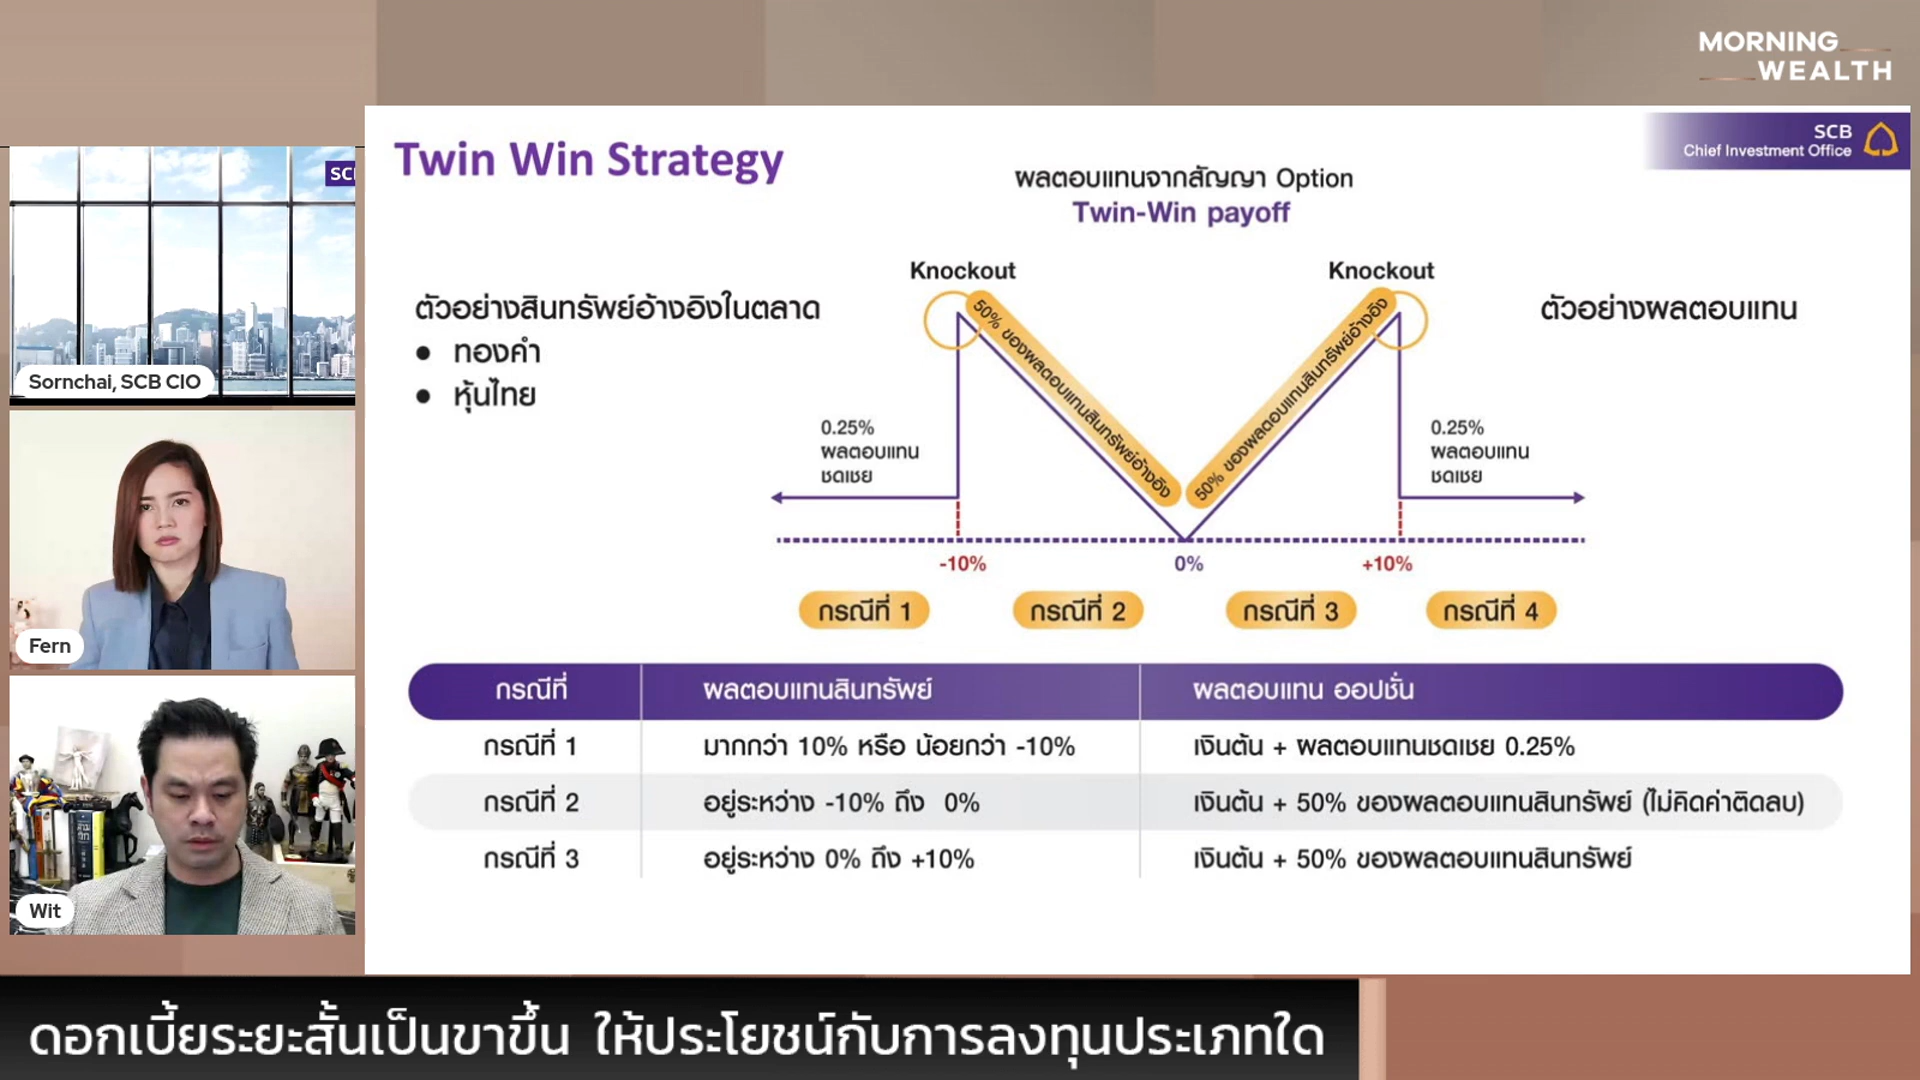 MORNING
WEALTH
SCB
Chief Investment Office
Twin Win Strategy
ผลตอบแทนจากสัญญา Option
Twin-Win payoff
Knockout
Knockout
ตัวอย่างสินทรัพย์อ้างอิงในตลาด
● ทองคำ
● หุ้นไทย
ตัวอย่างผลตอบแทน
50% ของผลตอบแทนสินทรัพย์อ้างอิง
50% ของผลตอบแทนสินทรัพย์อ้างอิง
0.25%
ผลตอบแทน
ชดเชย
0.25%
ผลตอบแทน
ชดเชย
-10%
0%
+10%
กรณีที่ 1
กรณีที่ 2
กรณีที่ 3
กรณีที่ 4
กรณีที่ ผลตอบแทนสินทรัพย์ ผลตอบแทน ออปชั่น
กรณีที่ 1 มากกว่า 10% หรือ น้อยกว่า -10% เงินต้น + ผลตอบแทนชดเชย 0.25%
กรณีที่ 2 อยู่ระหว่าง -10% ถึง 0% เงินต้น + 50% ของผลตอบแทนสินทรัพย์ (ไม่คิดค่าติดลบ)
กรณีที่ 3 อยู่ระหว่าง 0% ถึง +10% เงินต้น + 50% ของผลตอบแทนสินทรัพย์
SCB
Sornchai, SCB CIO
Fern
Wit
ดอกเบี้ยระยะสั้นเป็นขาขึ้น ให้ประโยชน์กับการลงทุนประเภทใด